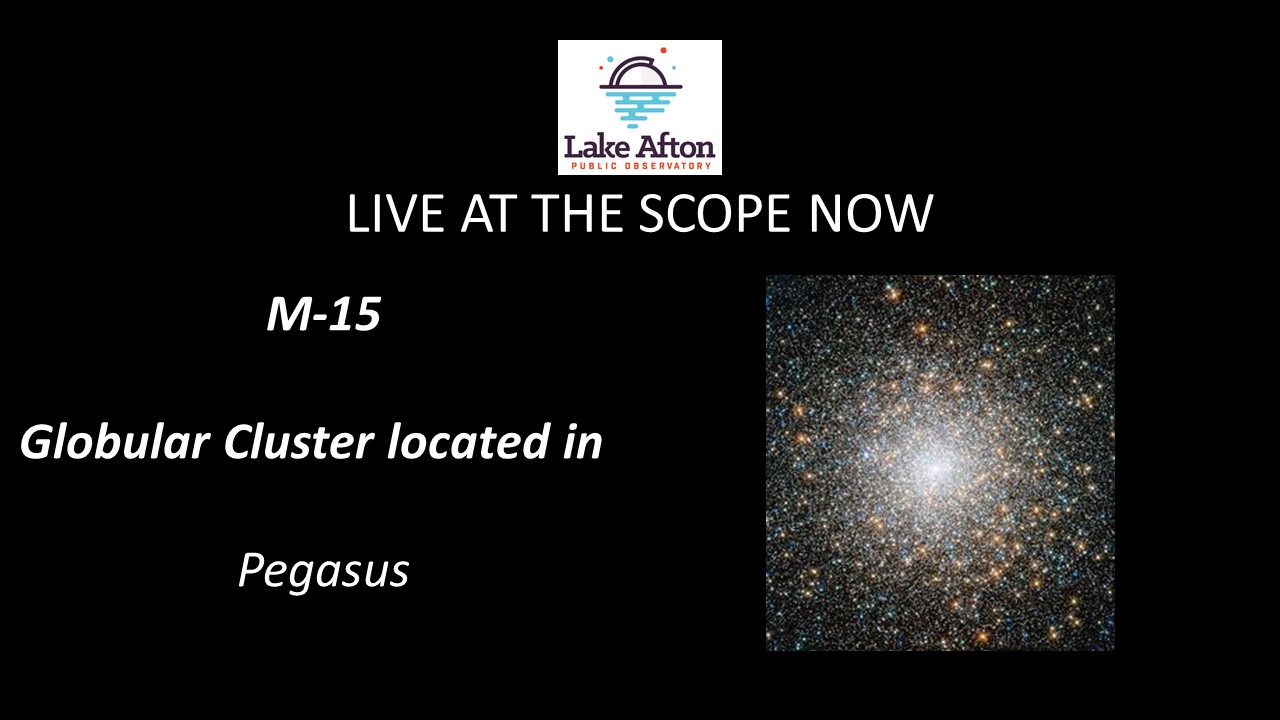 Lake Afton
PUBLIC OBSERVATORY
LIVE AT THE SCOPE NOW
M-15
Globular Cluster located in
Pegasus